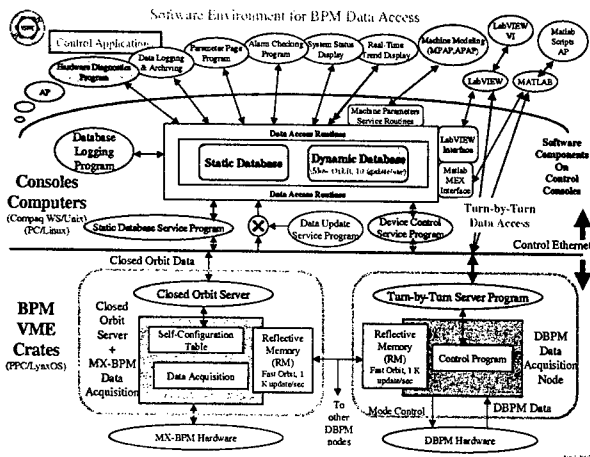 Software Environment for BPM Data Access
Control Application
Hardware Diagnostics
Program
Data Logging
& Archiving
Parameter Page
Program
Alarm Checking
Program
System Status
Display
Real-Time
Trend Display
Machine Modeling
(MPAP,APAP)
LabVIEW
VI
Matlab
Scripts
AP
AP
LabVIEW
MATLAB
Machine Parameters
Service Routines
Data Access Routines
Database
Logging
Program
Static Database
Dynamic Database
Orbit, 10 update/sec)
Data Access Routines
LabVIEW
Interface
Matlab
MEX
Interface
Software
Components
On
Control
Consoles
Consoles
Computers
(Compaq WS/Unix)
(PC/Linux)
Static Database Service Program
Data Update
Service Program
Device Control
Service Program
Turn-by-Turn
Data Access
Control Ethernet
Closed Orbit Data
BPM
VME
Crates
(PPC/LynxOS)
Closed
Orbit
Server
+
MX-BPM
Data
Acquisition
Closed Orbit Server
Self-Configuration
Table
Data Acquisition
Reflective
Memory
(RM)
Fast Orbit, 1
K update/sec
MX-BPM Hardware
To
other
DBPM
nodes
Turn-by-Turn Server Program
Reflective
Memory
(RM)
Fast Orbit, 1 K
update/sec
Control Program
DBPM
Data
Acquisition
Node
Mode Control
DBPM Data
DBPM Hardware